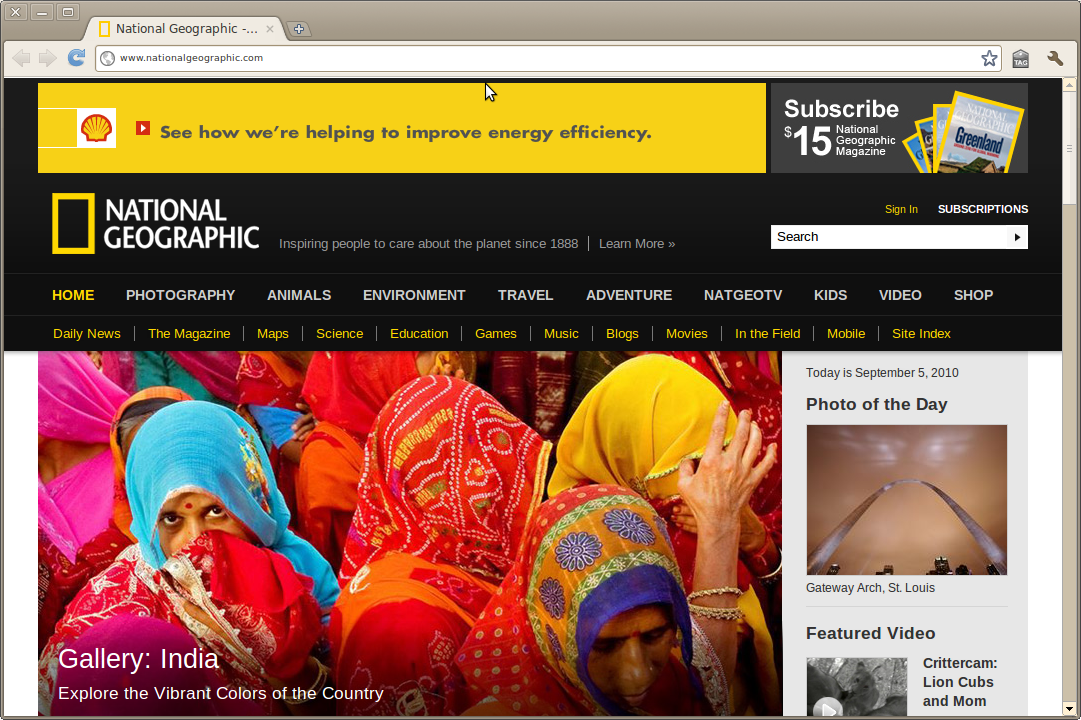 National Geographic -...
www.nationalgeographic.com
TAG
See how we're helping to improve energy efficiency.
Subscribe
$15 National
Geographic
Magazine
NATIONAL GEOGRAPHIC
Greenland
NATIONAL
GEOGRAPHIC
Inspiring people to care about the planet since 1888 | Learn More »
Sign In SUBSCRIPTIONS
Search
HOME PHOTOGRAPHY ANIMALS ENVIRONMENT TRAVEL ADVENTURE NATGEOTV KIDS VIDEO SHOP
Daily News | The Magazine | Maps | Science | Education | Games | Music | Blogs | Movies | In the Field | Mobile | Site Index
Gallery: India
Explore the Vibrant Colors of the Country
Today is September 5, 2010
Photo of the Day
Gateway Arch, St. Louis
Featured Video
Crittercam:
Lion Cubs
and Mom